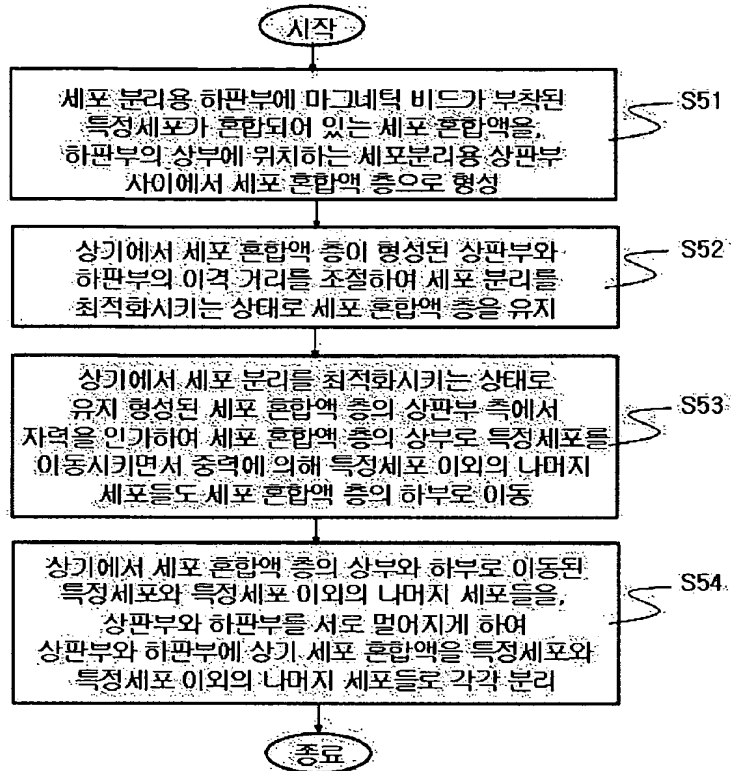 시작
세포 분리용 하판부에 마그네틱 비드가 부착된
특정세포가 혼합되어 있는 세포 혼합액을,
하판부의 상부에 위치하는 세포분리용 상판부
사이에서 세포 혼합액 층으로 형성
S51
상기에서 세포 혼합액 층이 형성된 상판부와
하판부의 이격 거리를 조절하여 세포 분리를
최적화시키는 상태로 세포 혼합액 층을 유지
S52
상기에서 세포 분리를 최적화시키는 상태로
유지 형성된 세포 혼합액 층의 상판부 측에서
자력을 인가하여 세포 혼합액 층의 상부로 특정세포를
이동시키면서 중력에 의해 특정세포 이외의 나머지
세포들도 세포 혼합액 층의 하부로 이동
S53
상기에서 세포 혼합액 층의 상부와 하부로 이동된
특정세포와 특정세포 이외의 나머지 세포들을,
상판부와 하판부를 서로 멀어지게 하여
상판부와 하판부에 상기 세포 혼합액을 특정세포와
특정세포 이외의 나머지 세포들로 각각 분리
S54
종료